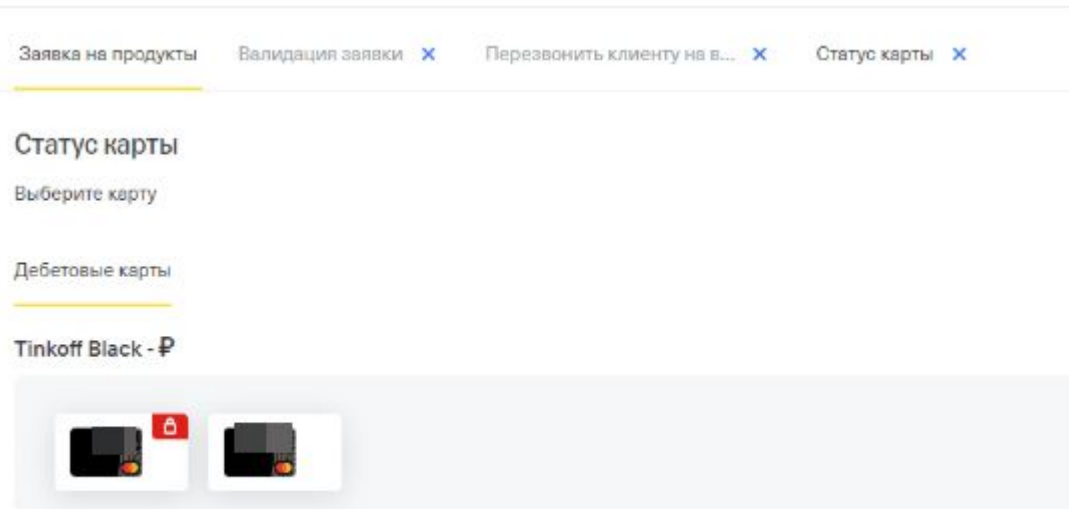 Заявка на продукты Валидация заявки × Перезвонить клиенту на в... × Статус карты ×
Статус карты
Выберите карту
Дебетовые карты
Tinkoff Black - ₽